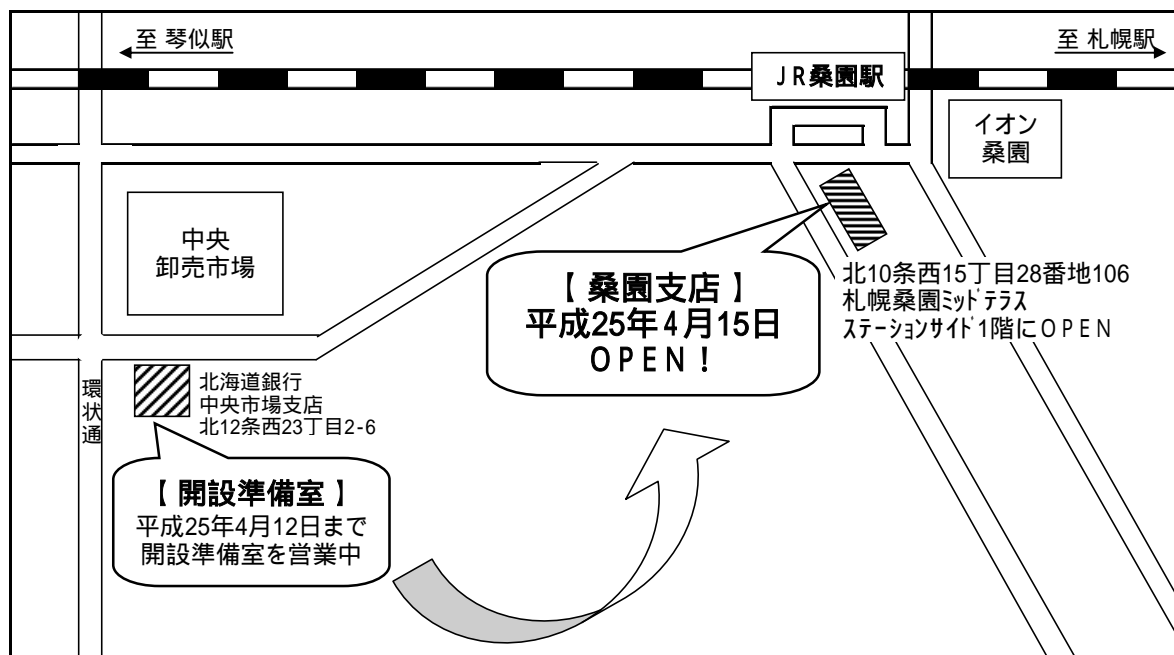 至 琴似駅
至 札幌駅
JR桑園駅
イオン
桑園
中央
卸売市場
【 桑園支店 】
平成25年4月15日
OPEN!
北10条西15丁目28番地106
札幌桑園ﾐｯﾄﾞﾃﾗｽ
ｽﾃｰｼｮﾝｻｲﾄﾞ1階にOPEN
環状通
北海道銀行
中央市場支店
北12条西23丁目2-6
【 開設準備室 】
平成25年4月12日まで
開設準備室を営業中